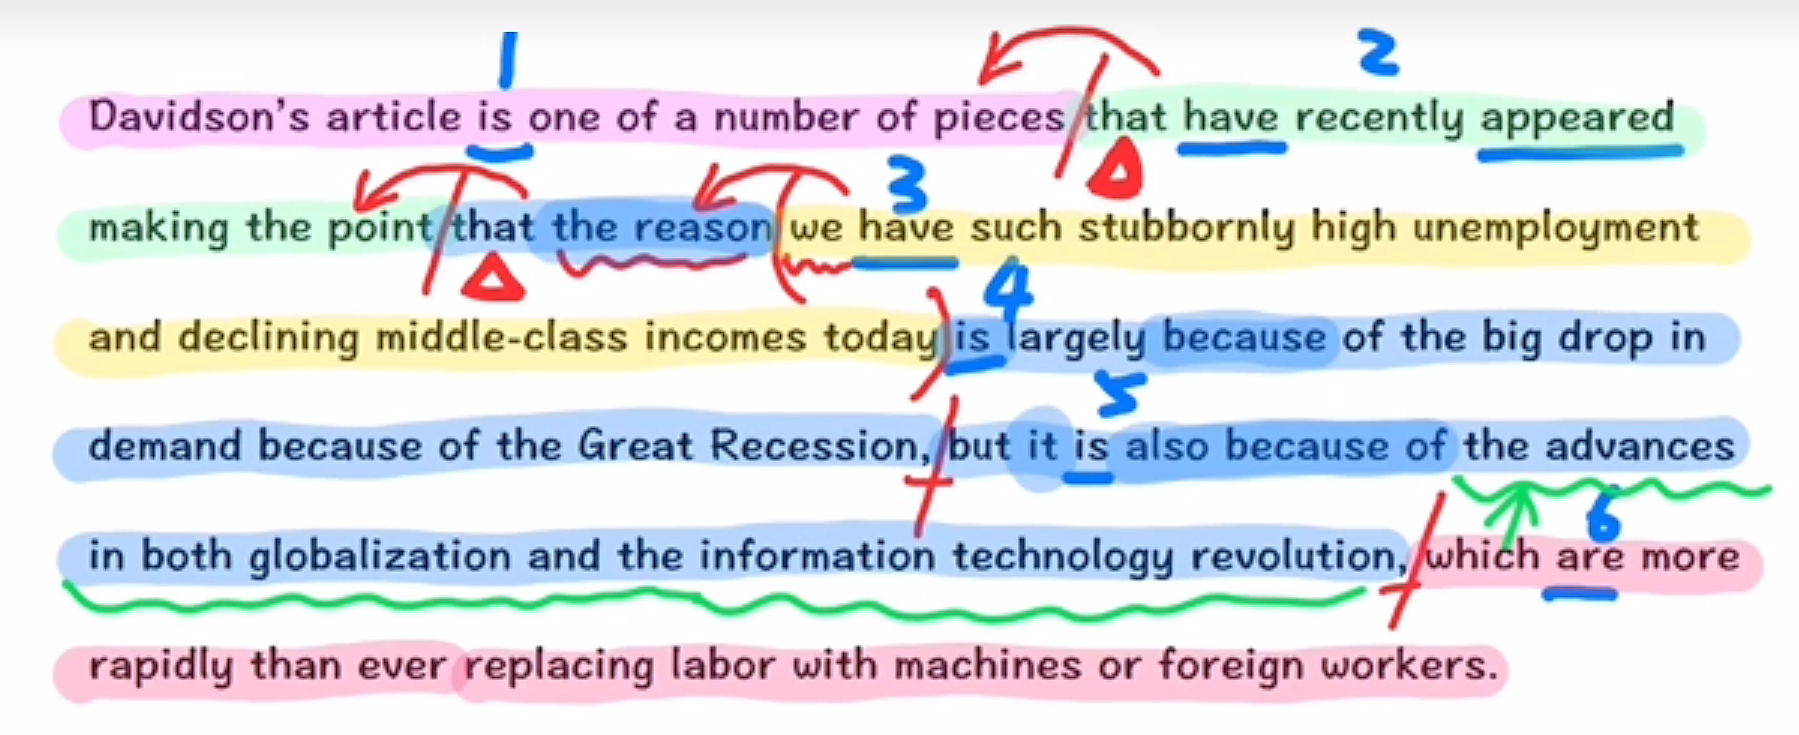 1 2
Davidson's article is one of a number of pieces that have recently appeared
3
making the point that the reason we have such stubbornly high unemployment
4
and declining middle-class incomes today is largely because of the big drop in
5
demand because of the Great Recession, but it is also because of the advances
6
in both globalization and the information technology revolution, which are more
rapidly than ever replacing labor with machines or foreign workers.